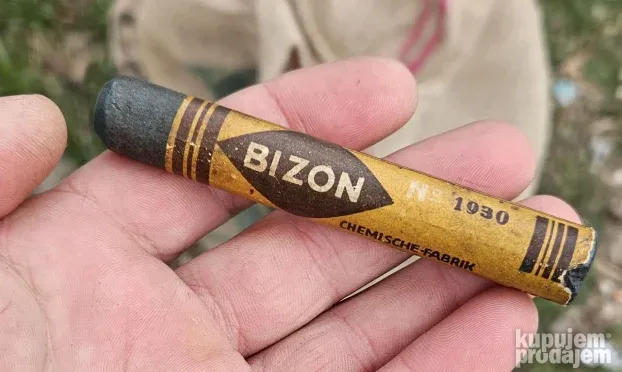 BIZON
No 1930
CHEMISCHE-FABRIK
kupujem
prodajem